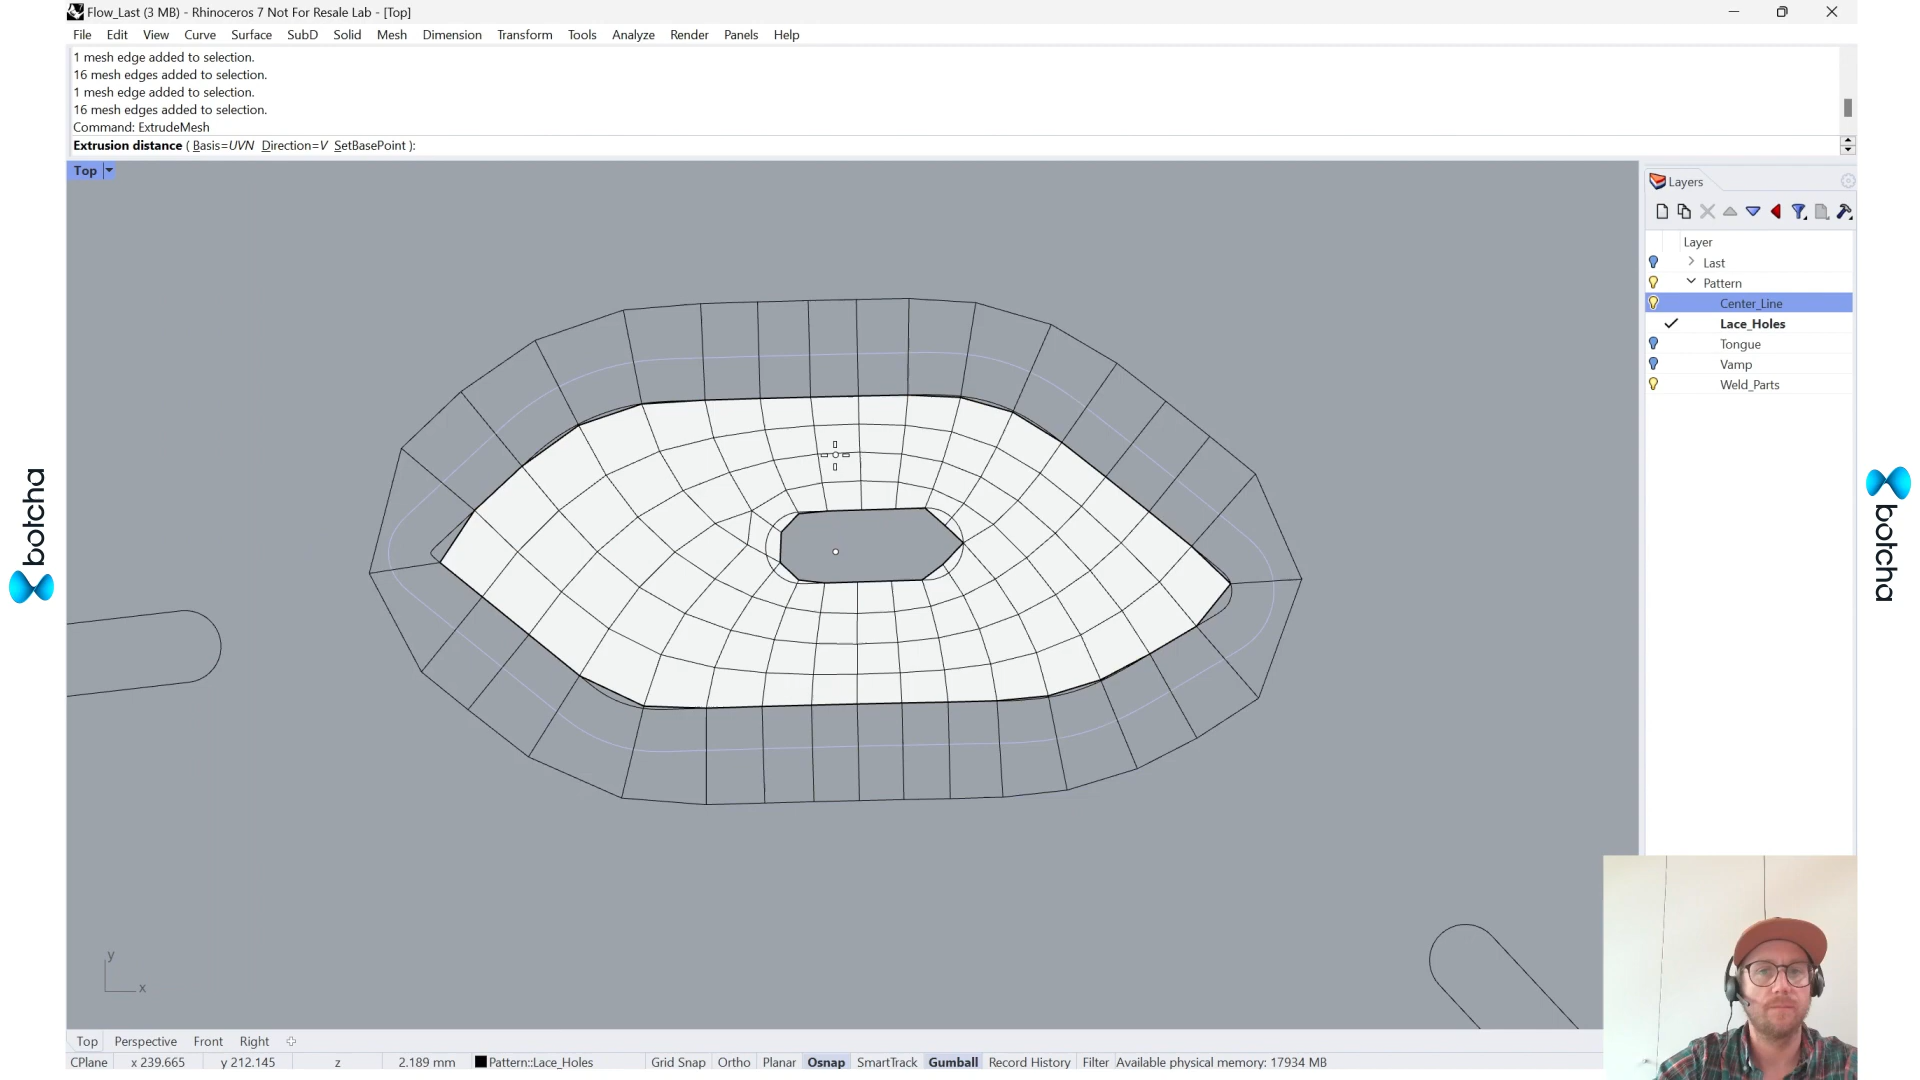 Flow_Last (3 MB) - Rhinoceros 7 Not For Resale Lab - [Top]
File Edit View Curve Surface SubD Solid Mesh Dimension Transform Tools Analyze Render Panels Help
1 mesh edge added to selection.
16 mesh edges added to selection.
1 mesh edge added to selection.
16 mesh edges added to selection.
Command: ExtrudeMesh
Extrusion distance ( Basis=UVN Direction=V SetBasePoint ):
Top
Layers
Layer
Last
Pattern
Center_Line
Lace_Holes
Tongue
Vamp
Weld_Parts
botcha
botcha
y
x
Top Perspective Front Right
CPlane x 239.665 y 212.145 z 2.189 mm Pattern::Lace_Holes Grid Snap Ortho Planar Osnap SmartTrack Gumball Record History Filter Available physical memory: 17934 MB